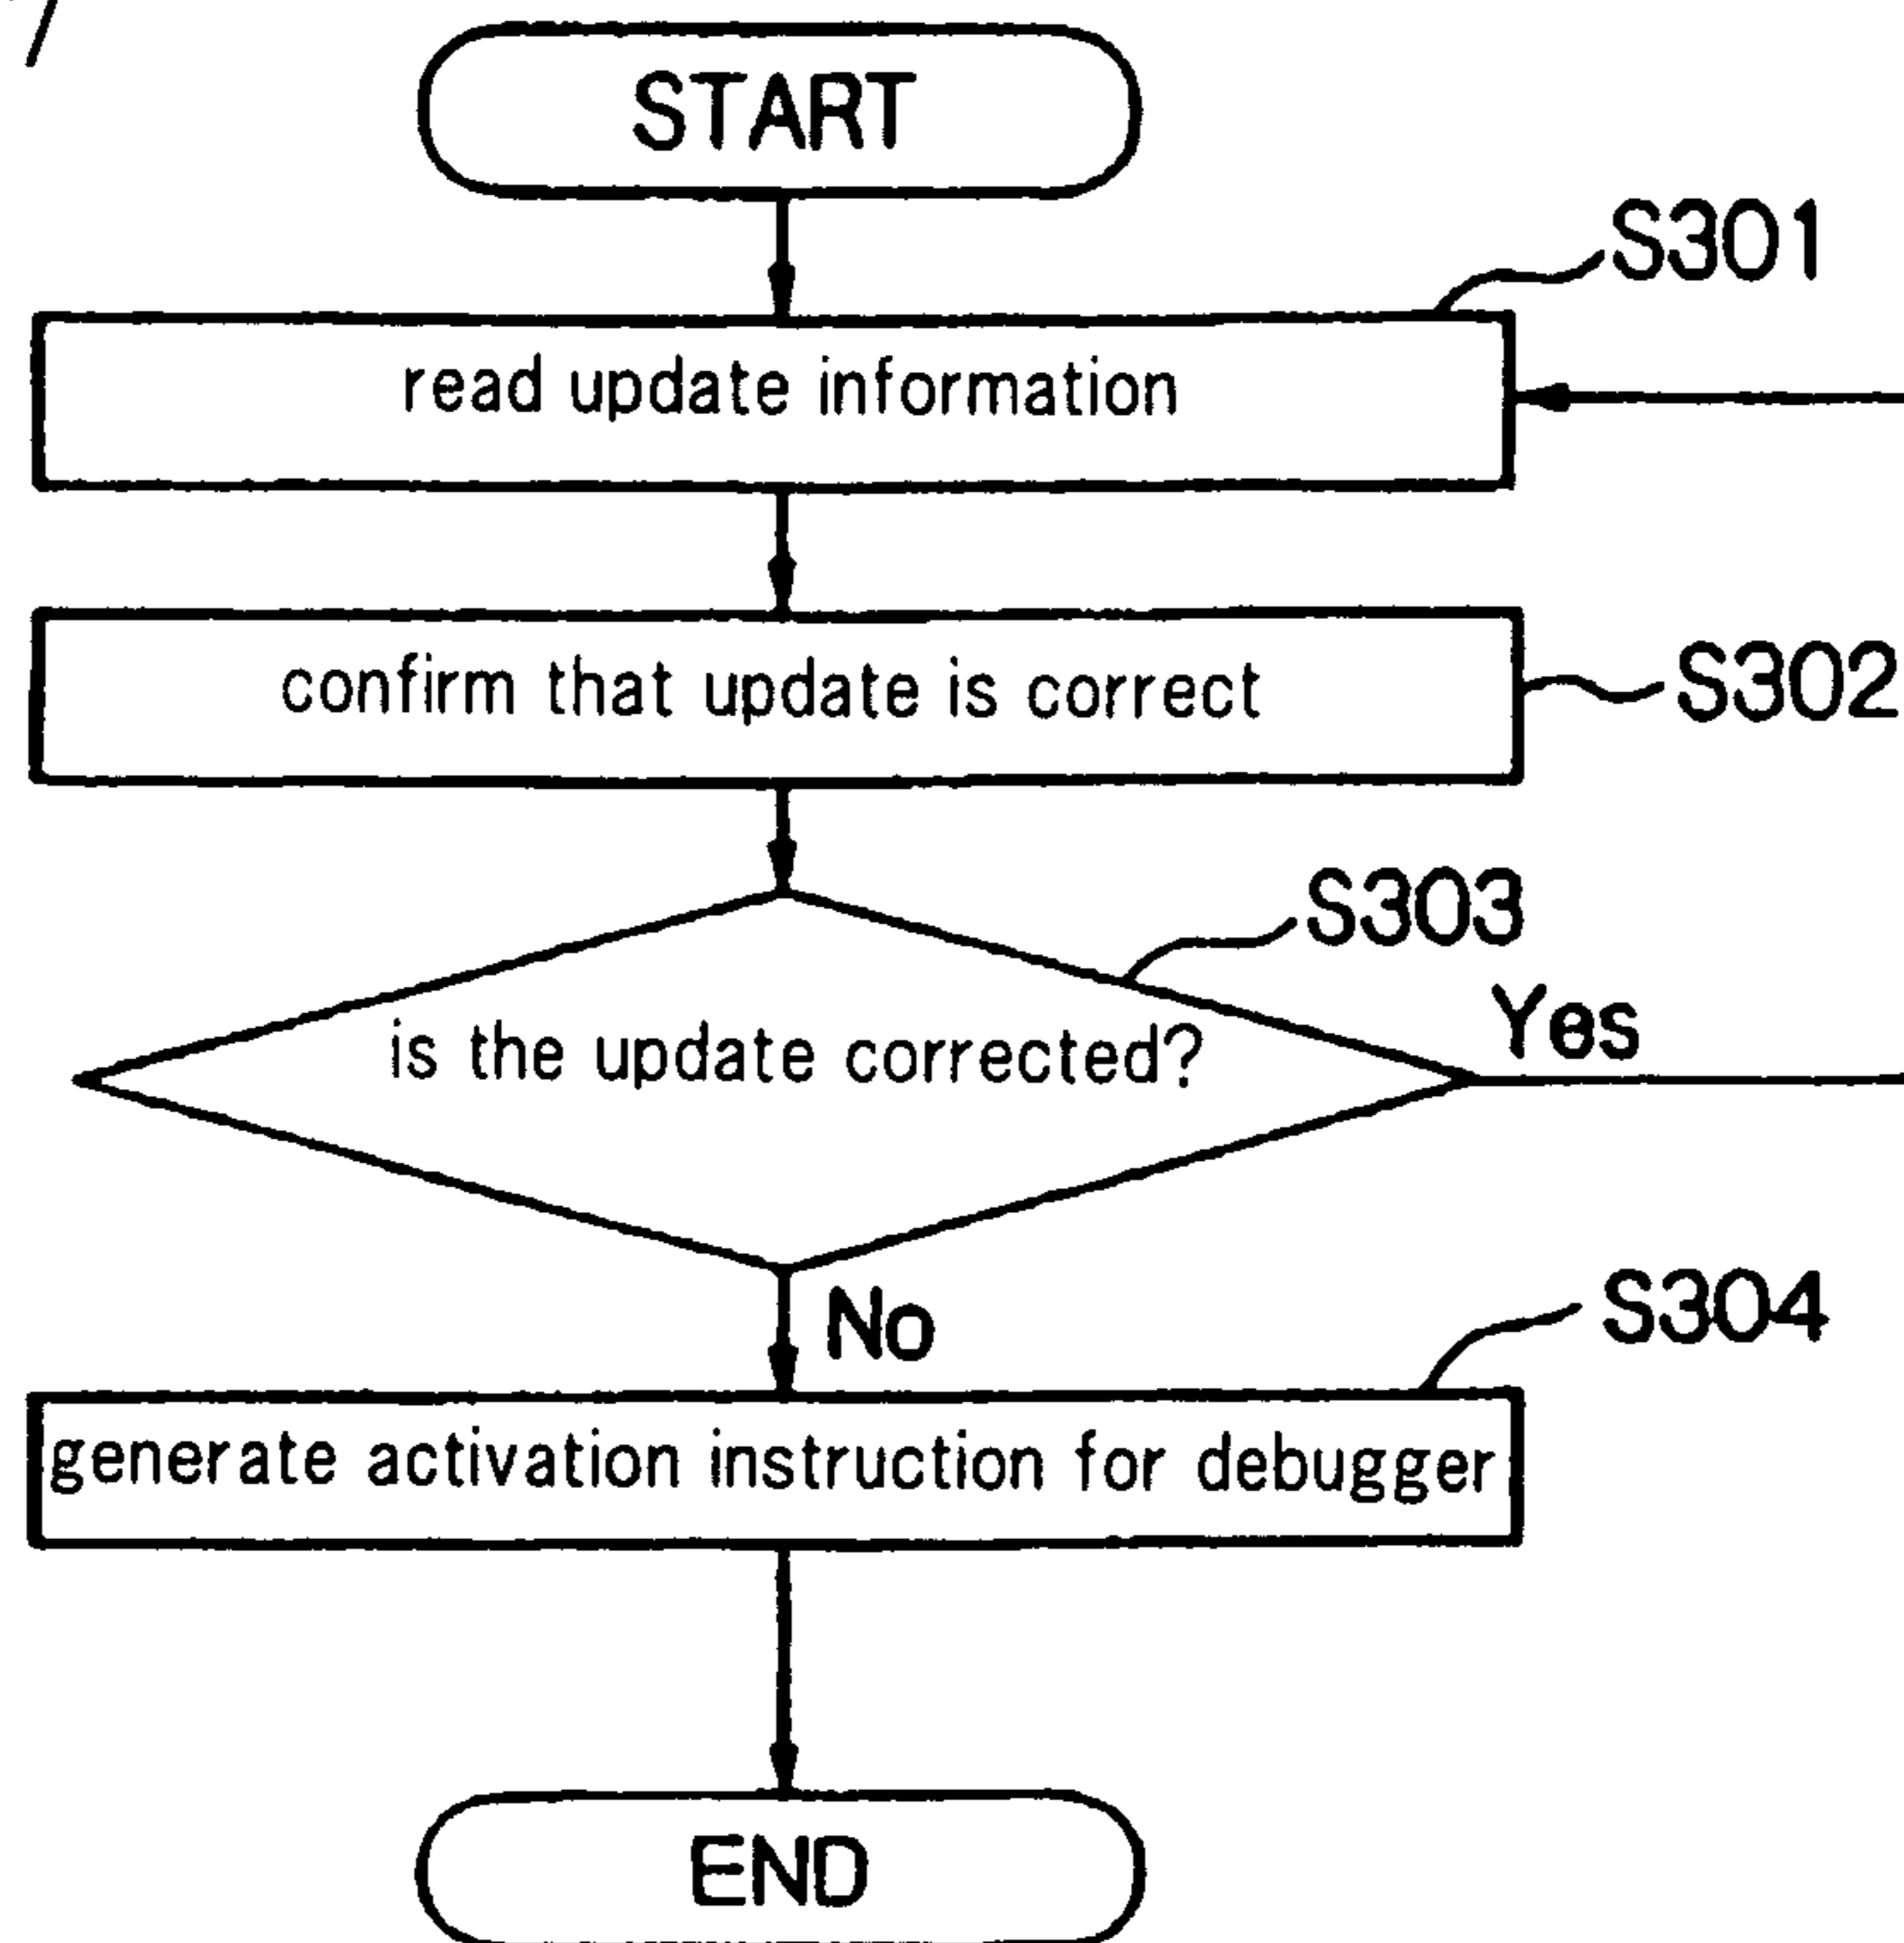 START
S301
read update information
confirm that update is correct
S302
S303
is the update corrected?
Yes
No
S304
generate activation instruction for debugger
END